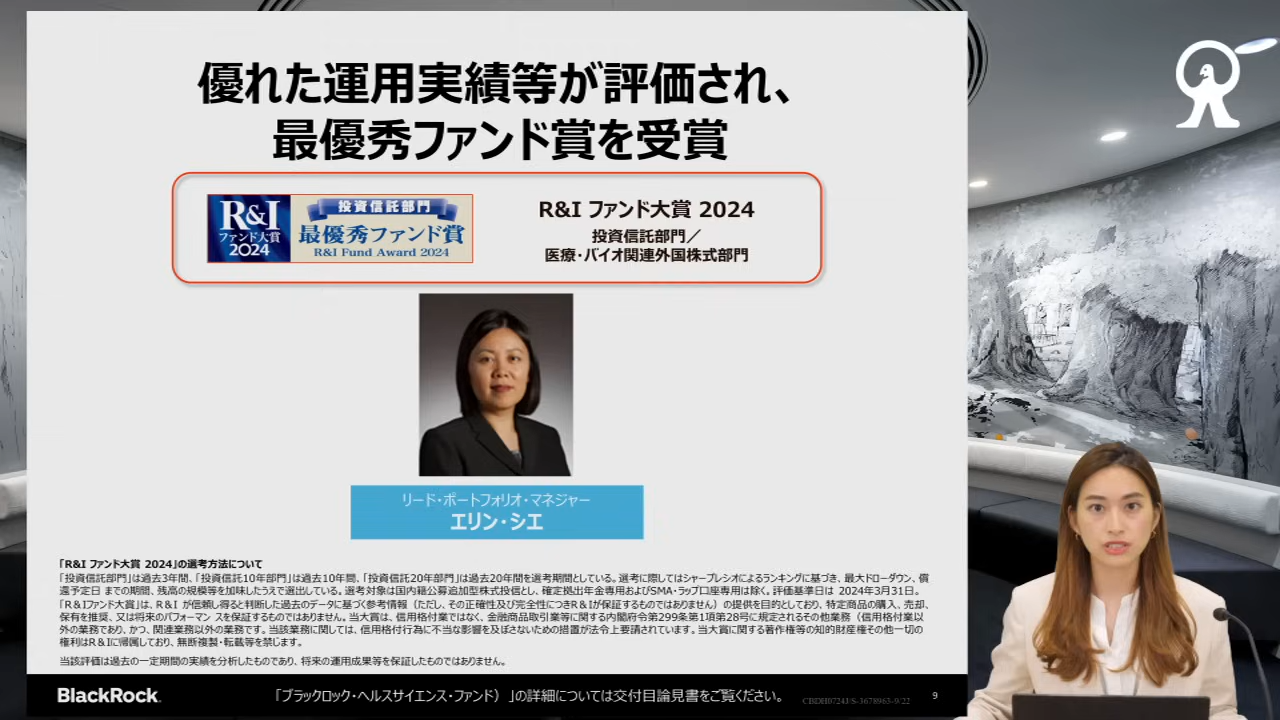 優れた運用実績等が評価され、
最優秀ファンド賞を受賞
R&I
ファンド大賞
2024
投資信託部門
最優秀ファンド賞
R&I Fund Award 2024
R&I ファンド大賞 2024
投資信託部門／
医療・バイオ関連外国株式部門
リード・ポートフォリオ・マネジャー
エリン・シエ
「R&I ファンド大賞 2024」の選考方法について
「投資信託部門」は過去3年間、「投資信託10年部門」は過去10年間、「投資信託20年部門」は過去20年間を選考期間としている。選考に際してはシャープレシオによるランキングに基づき、最大ドローダウン、償
還予定日 までの期間、残高の規模等を加味したうえで選出している。選考対象は国内籍公募追加型株式投信とし、確定拠出年金専用およびSMA・ラップ口座専用は除く。評価基準日は 2024年3月31日。
「R&Iファンド大賞」は、R&I が信頼し得ると判断した過去のデータに基づく参考情報（ただし、その正確性及び完全性につきR&Iが保証するものではありません）の提供を目的としており、特定商品の購入、売却、
保有を推奨、又は将来のパフォーマン スを保証するものではありません。当大賞は、信用格付業ではなく、金融商品取引業等に関する内閣府令第299条第1項第28号に規定されるその他業務（信用格付業以
外の業務であり、かつ、関連業務以外の業務）です。当該業務に関しては、信用格付行為に不当な影響を及ぼさないための措置が法令上要請されています。当大賞に関する著作権等の知的財産権その他一切の
権利はR&Iに帰属しており、無断複製・転載等を禁じます。
当該評価は過去の一定期間の実績を分析したものであり、将来の運用成果等を保証したものではありません。
BlackRock.
「ブラックロック・ヘルスサイエンス・ファンド）」の詳細については交付目論見書をご覧ください。
CBDH0724J/S-3678963-9/22
9